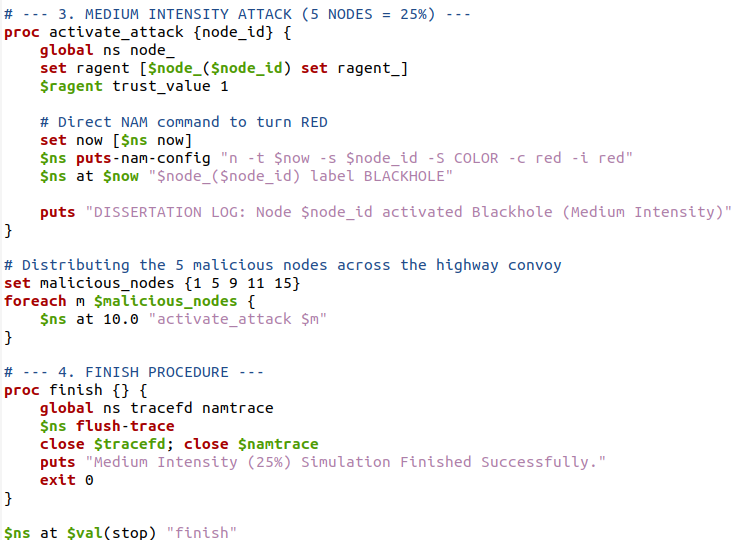 # --- 3. MEDIUM INTENSITY ATTACK (5 NODES = 25%) ---
proc activate_attack {node_id} {
    global ns node_
    set ragent [$node_($node_id) set ragent_]
    $ragent trust_value 1

    # Direct NAM command to turn RED
    set now [$ns now]
    $ns puts-nam-config "n -t $now -s $node_id -S COLOR -c red -i red"
    $ns at $now "$node_($node_id) label BLACKHOLE"

    puts "DISSERTATION LOG: Node $node_id activated Blackhole (Medium Intensity)"
}

# Distributing the 5 malicious nodes across the highway convoy
set malicious_nodes {1 5 9 11 15}
foreach m $malicious_nodes {
    $ns at 10.0 "activate_attack $m"
}

# --- 4. FINISH PROCEDURE ---
proc finish {} {
    global ns tracefd namtrace
    $ns flush-trace
    close $tracefd; close $namtrace
    puts "Medium Intensity (25%) Simulation Finished Successfully."
    exit 0
}

$ns at $val(stop) "finish"